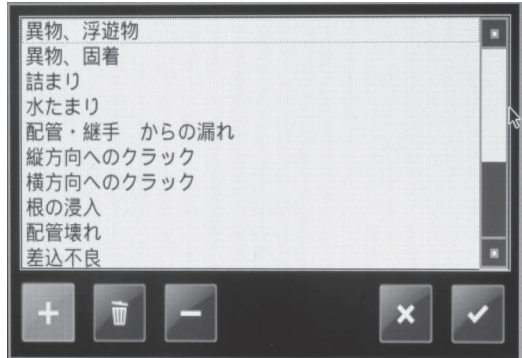 異物、浮遊物
異物、固着
詰まり
水たまり
配管・継手　からの漏れ
縦方向へのクラック
横方向へのクラック
根の浸入
配管壊れ
差込不良